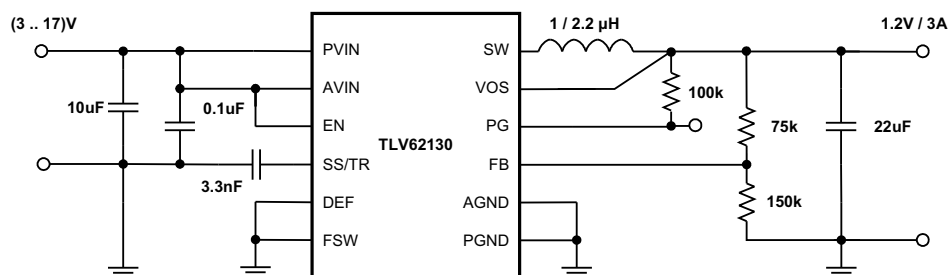 (3 .. 17)V
1 / 2.2 µH
1.2V / 3A
PVIN
SW
AVIN
VOS
10uF
0.1uF
100k
EN
PG
TLV62130
75k
22uF
SS/TR
FB
3.3nF
DEF
AGND
150k
FSW
PGND